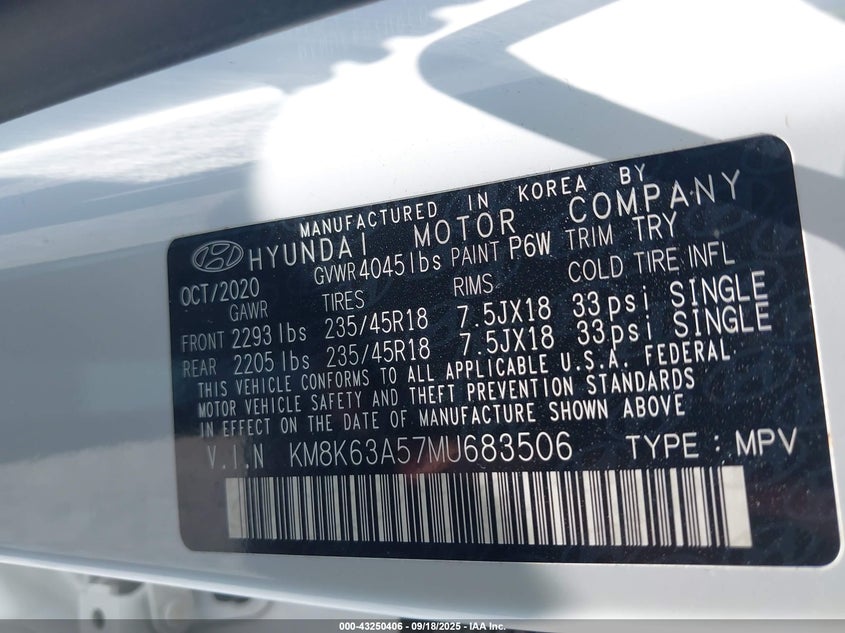 MANUFACTURED IN KOREA BY
HYUNDAI MOTOR COMPANY
OCT/2020 GVWR 4045 lbs PAINT P6W TRIM TRY
GAWR TIRES RIMS COLD TIRE INFL
FRONT 2293 lbs 235/45R18 7.5JX18 33psi SINGLE
REAR 2205 lbs 235/45R18 7.5JX18 33psi SINGLE
THIS VEHICLE CONFORMS TO ALL APPLICABLE U.S.A. FEDERAL
MOTOR VEHICLE SAFETY AND THEFT PREVENTION STANDARDS
IN EFFECT ON THE DATE OF MANUFACTURE SHOWN ABOVE
V.I.N KM8K63A57MU683506 TYPE : MPV
000-43250406 - 09/18/2025 - IAA Inc.